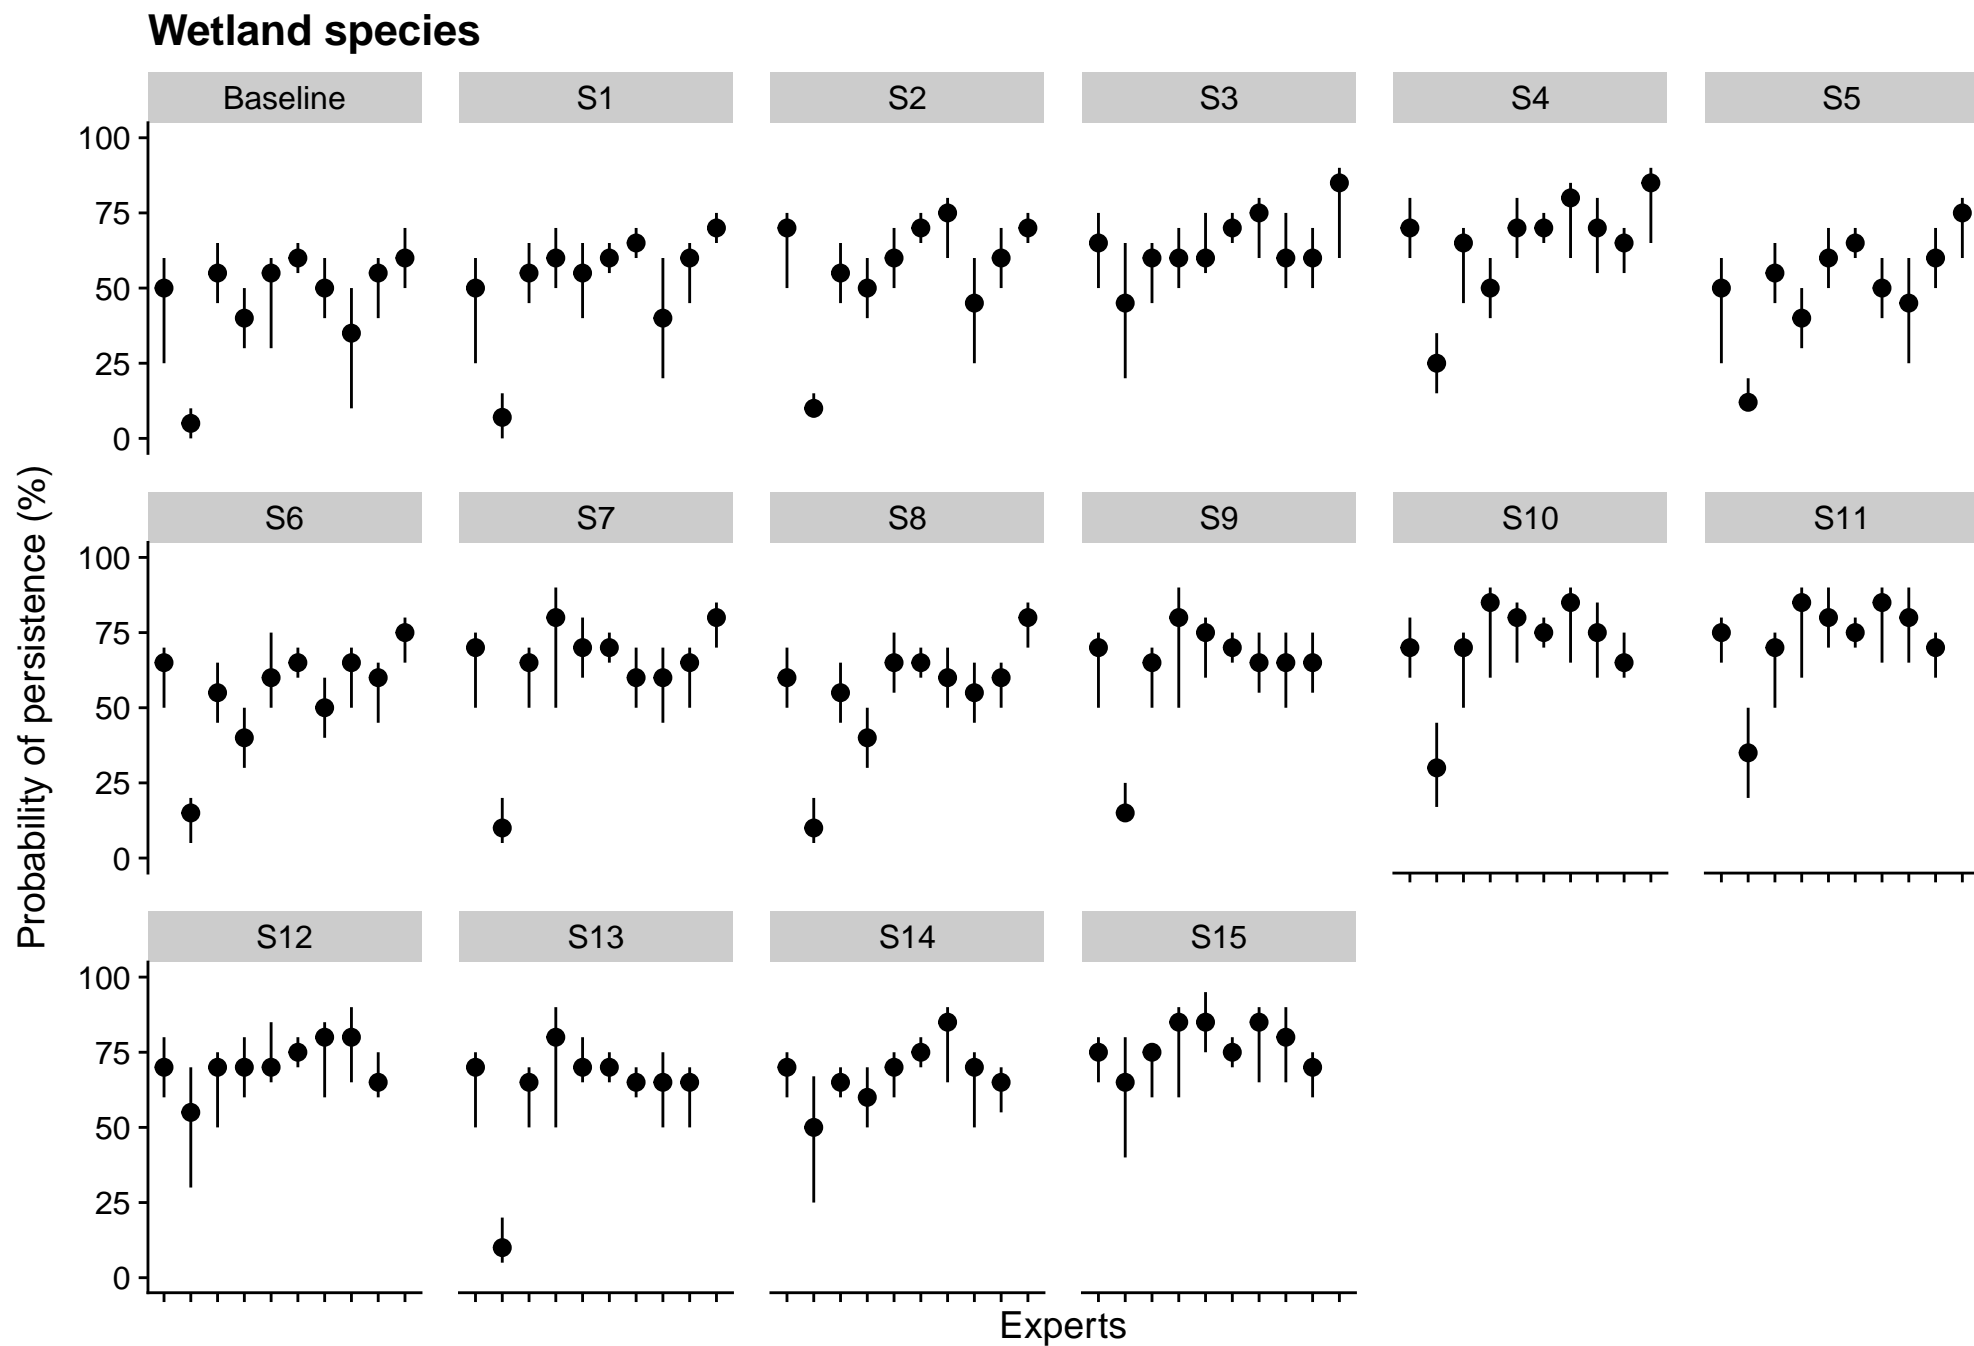 Wetland species
Baseline S1 S2 S3 S4 S5
100
75
50
25
0
S6 S7 S8 S9 S10 S11
100
75
50
25
0
Probability of persistence (%)
S12 S13 S14 S15
100
75
50
25
0
Experts